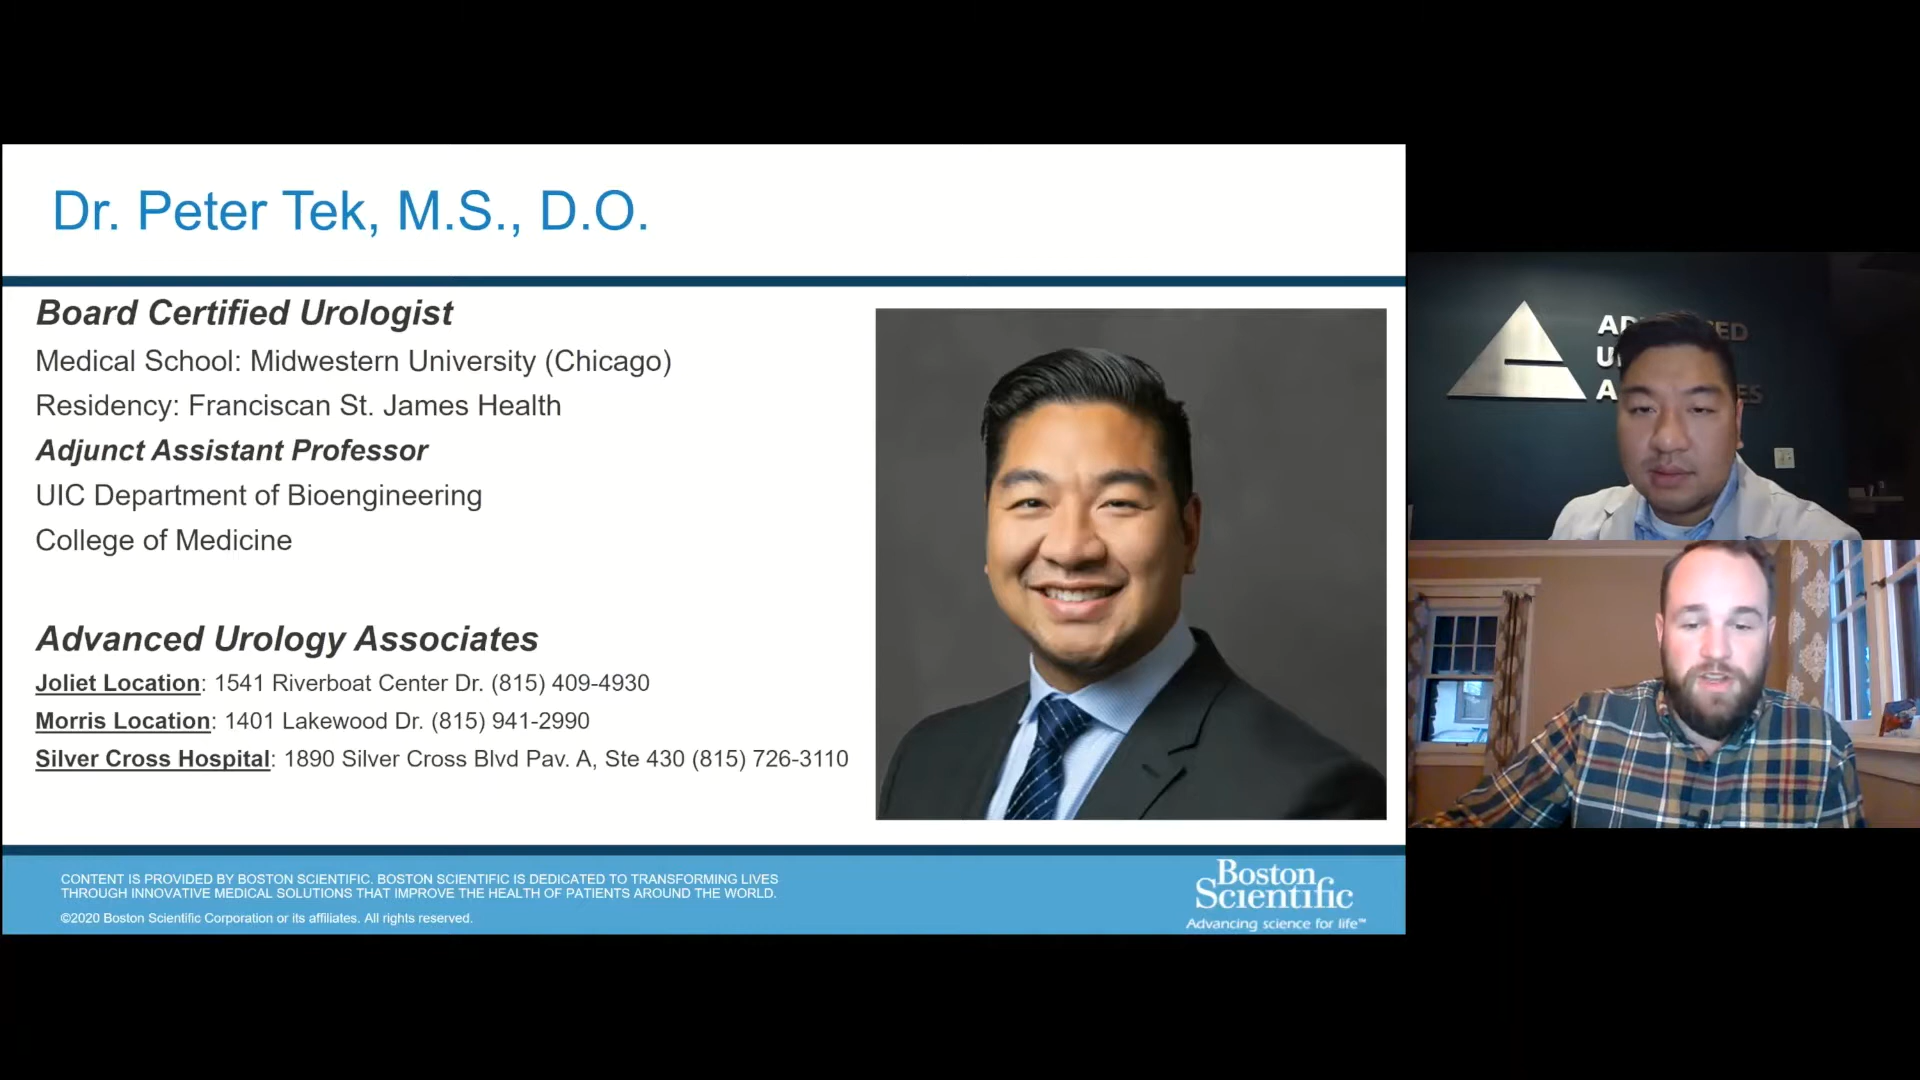 Dr. Peter Tek, M.S., D.O.
Board Certified Urologist
Medical School: Midwestern University (Chicago)
Residency: Franciscan St. James Health
Adjunct Assistant Professor
UIC Department of Bioengineering
College of Medicine
Advanced Urology Associates
Joliet Location: 1541 Riverboat Center Dr. (815) 409-4930
Morris Location: 1401 Lakewood Dr. (815) 941-2990
Silver Cross Hospital: 1890 Silver Cross Blvd Pav. A, Ste 430 (815) 726-3110
CONTENT IS PROVIDED BY BOSTON SCIENTIFIC. BOSTON SCIENTIFIC IS DEDICATED TO TRANSFORMING LIVES
THROUGH INNOVATIVE MEDICAL SOLUTIONS THAT IMPROVE THE HEALTH OF PATIENTS AROUND THE WORLD.
©2020 Boston Scientific Corporation or its affiliates. All rights reserved.
Boston
Scientific
Advancing science for life™